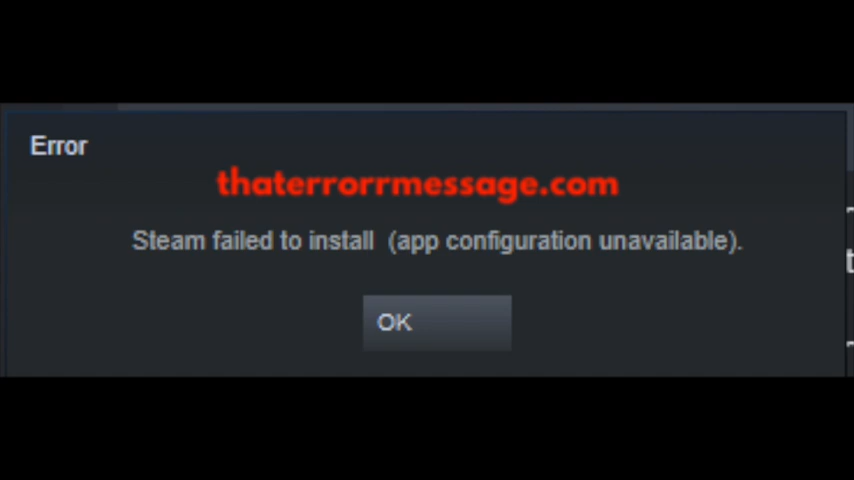 Error
thaterrorrmessage.com
Steam failed to install (app configuration unavailable).
OK